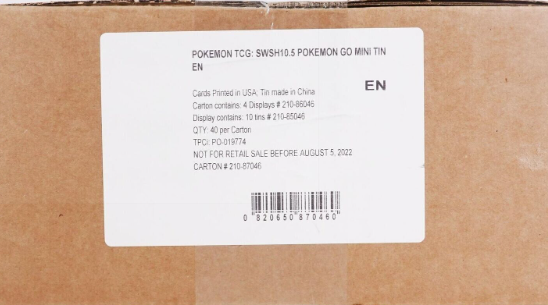 POKEMON TCG: SWSH10.5 POKEMON GO MINI TIN
EN
EN
Cards Printed in USA; Tin made in China
Carton contains: 4 Displays # 210-86046
Display contains: 10 tins # 210-85046
QTY: 40 per Carton
TPCI: PO-019774
NOT FOR RETAIL SALE BEFORE AUGUST 5, 2022
CARTON # 210-87046
0 820650 870460